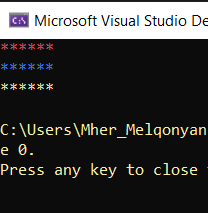 Microsoft Visual Studio De
******
******
******
C:\Users\Mher_Melqonyan
e 0.
Press any key to close